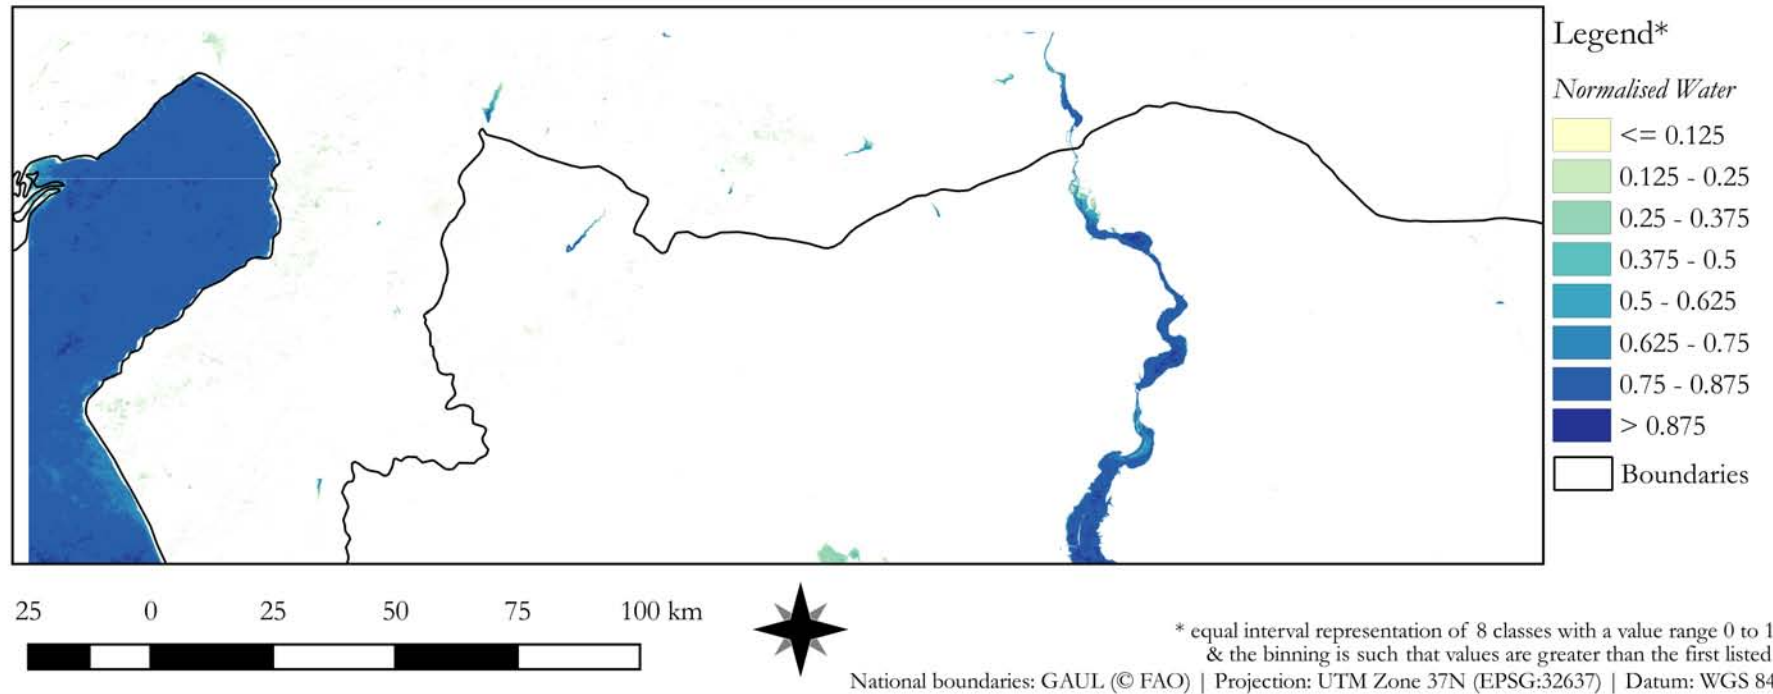 Legend*
Normalised Water
<= 0.125
0.125 - 0.25
0.25 - 0.375
0.375 - 0.5
0.5 - 0.625
0.625 - 0.75
0.75 - 0.875
> 0.875
Boundaries
25 0 25 50 75 100 km
* equal interval representation of 8 classes with a value range 0 to 1
& the binning is such that values are greater than the first listed
National boundaries: GAUL (© FAO) | Projection: UTM Zone 37N (EPSG:32637) | Datum: WGS 84